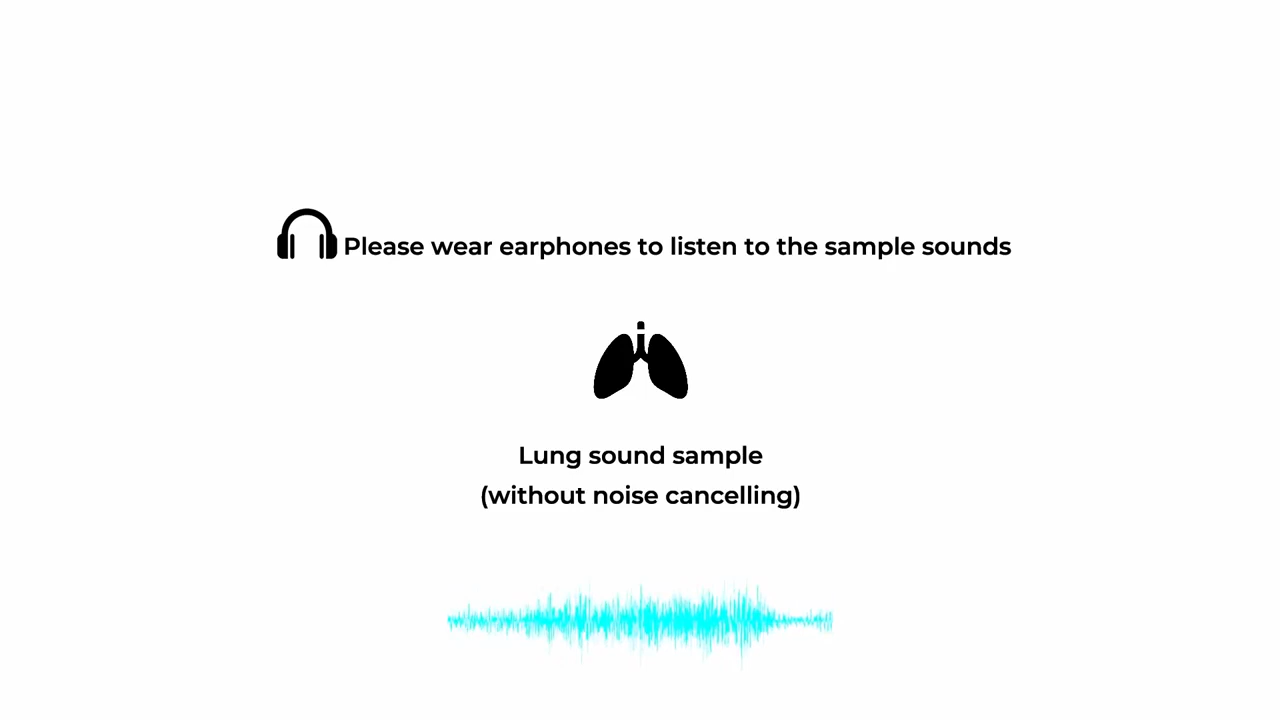 Please wear earphones to listen to the sample sounds
Lung sound sample
(without noise cancelling)